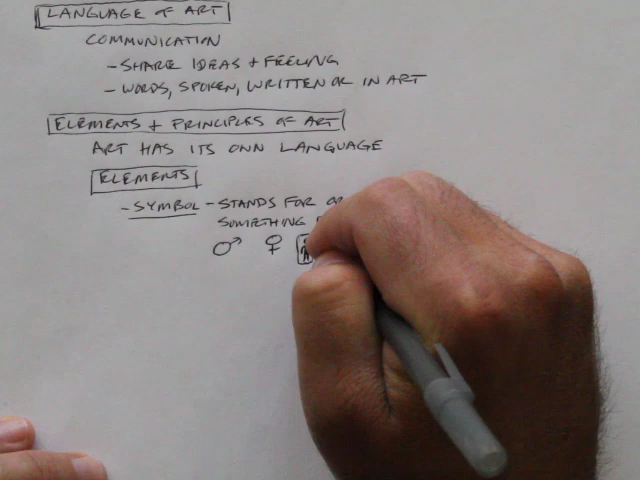 LANGUAGE OF ART
COMMUNICATION
- SHARE IDEAS + FEELING
- WORDS, SPOKEN, WRITTEN OR IN ART
ELEMENTS + PRINCIPLES OF ART
ART HAS ITS OWN LANGUAGE
ELEMENTS
- SYMBOL - STANDS FOR
SOMETHING
♂ ♀